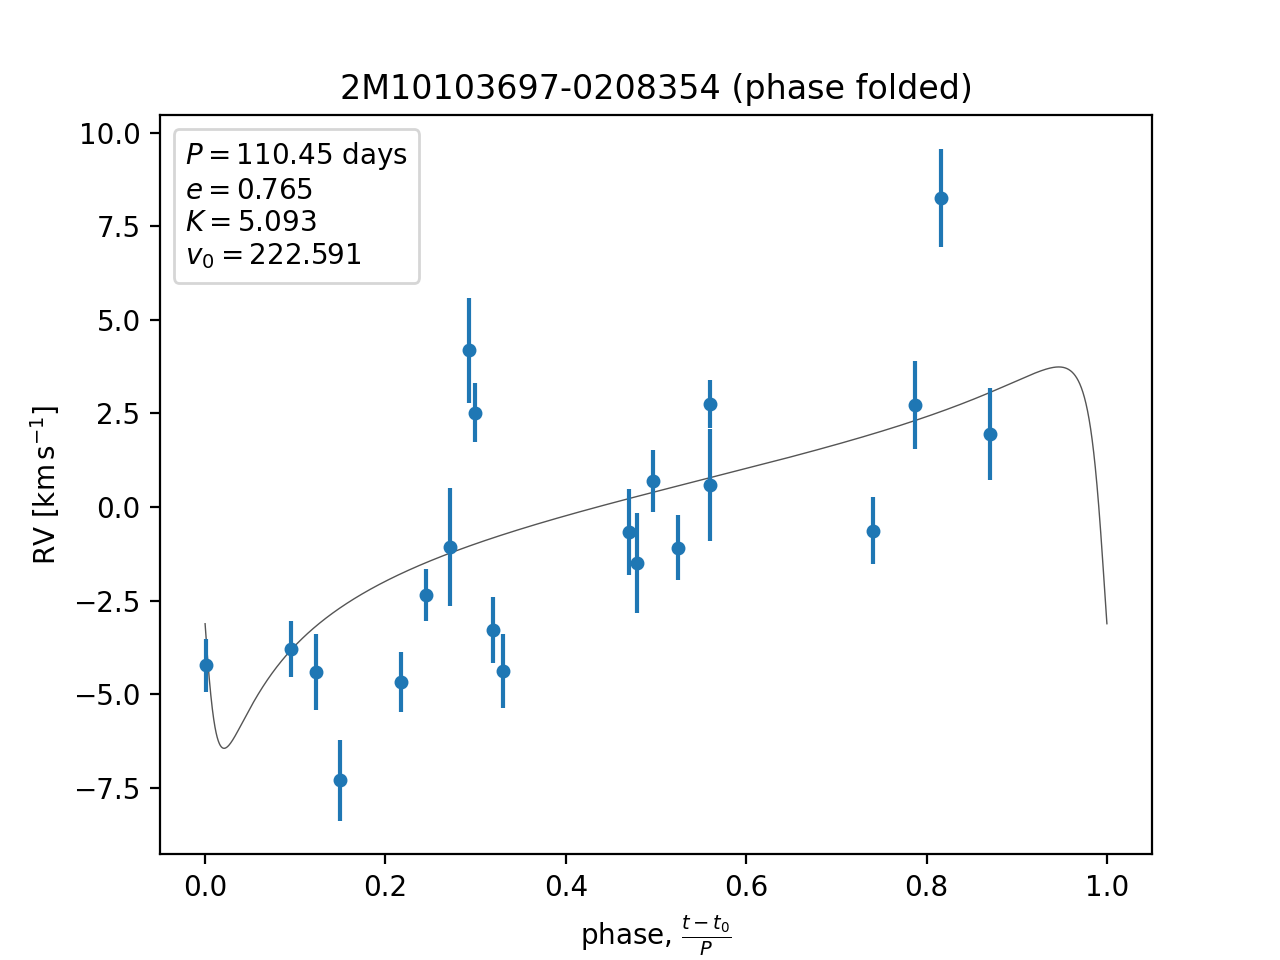 2M10103697-0208354 (phase folded)
P = 110.45 days
e = 0.765
K = 5.093
v₀ = 222.591
10.0
7.5
5.0
2.5
0.0
−2.5
−5.0
−7.5
RV [km s⁻¹]
0.0 0.2 0.4 0.6 0.8 1.0
phase, (t − t₀)/P